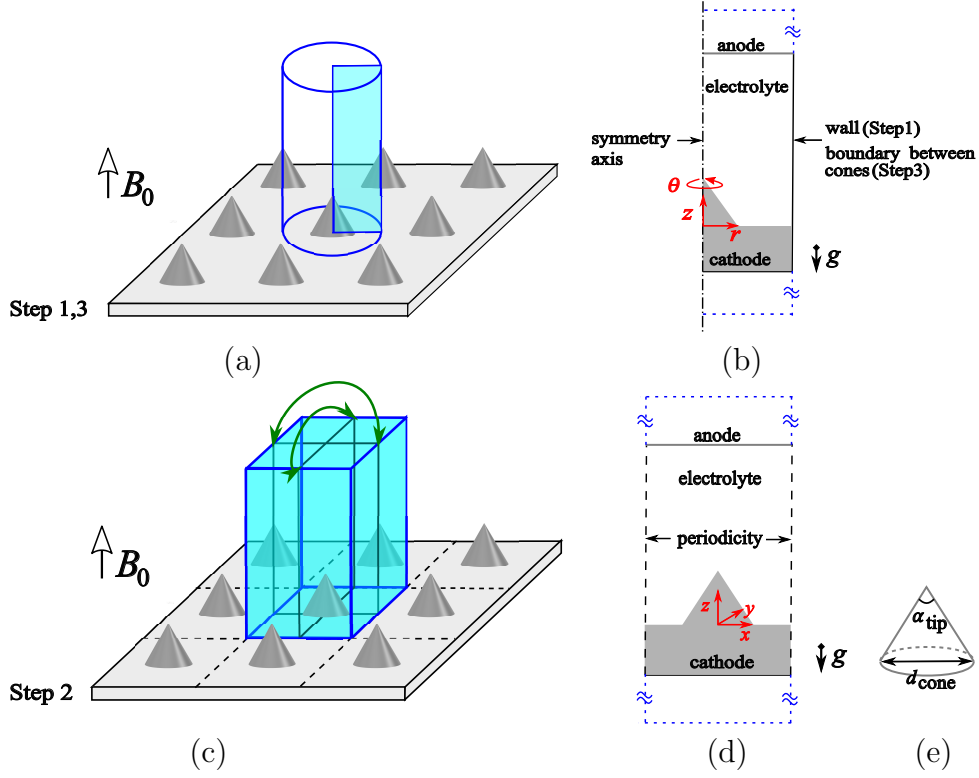 B0
Step 1,3
(a)
anode
electrolyte
symmetry
axis
wall (Step1)
boundary between
cones (Step3)
θ
z
r
cathode
g
(b)
B0
Step 2
(c)
anode
electrolyte
periodicity
z
y
x
cathode
g
(d)
αtip
dcone
(e)